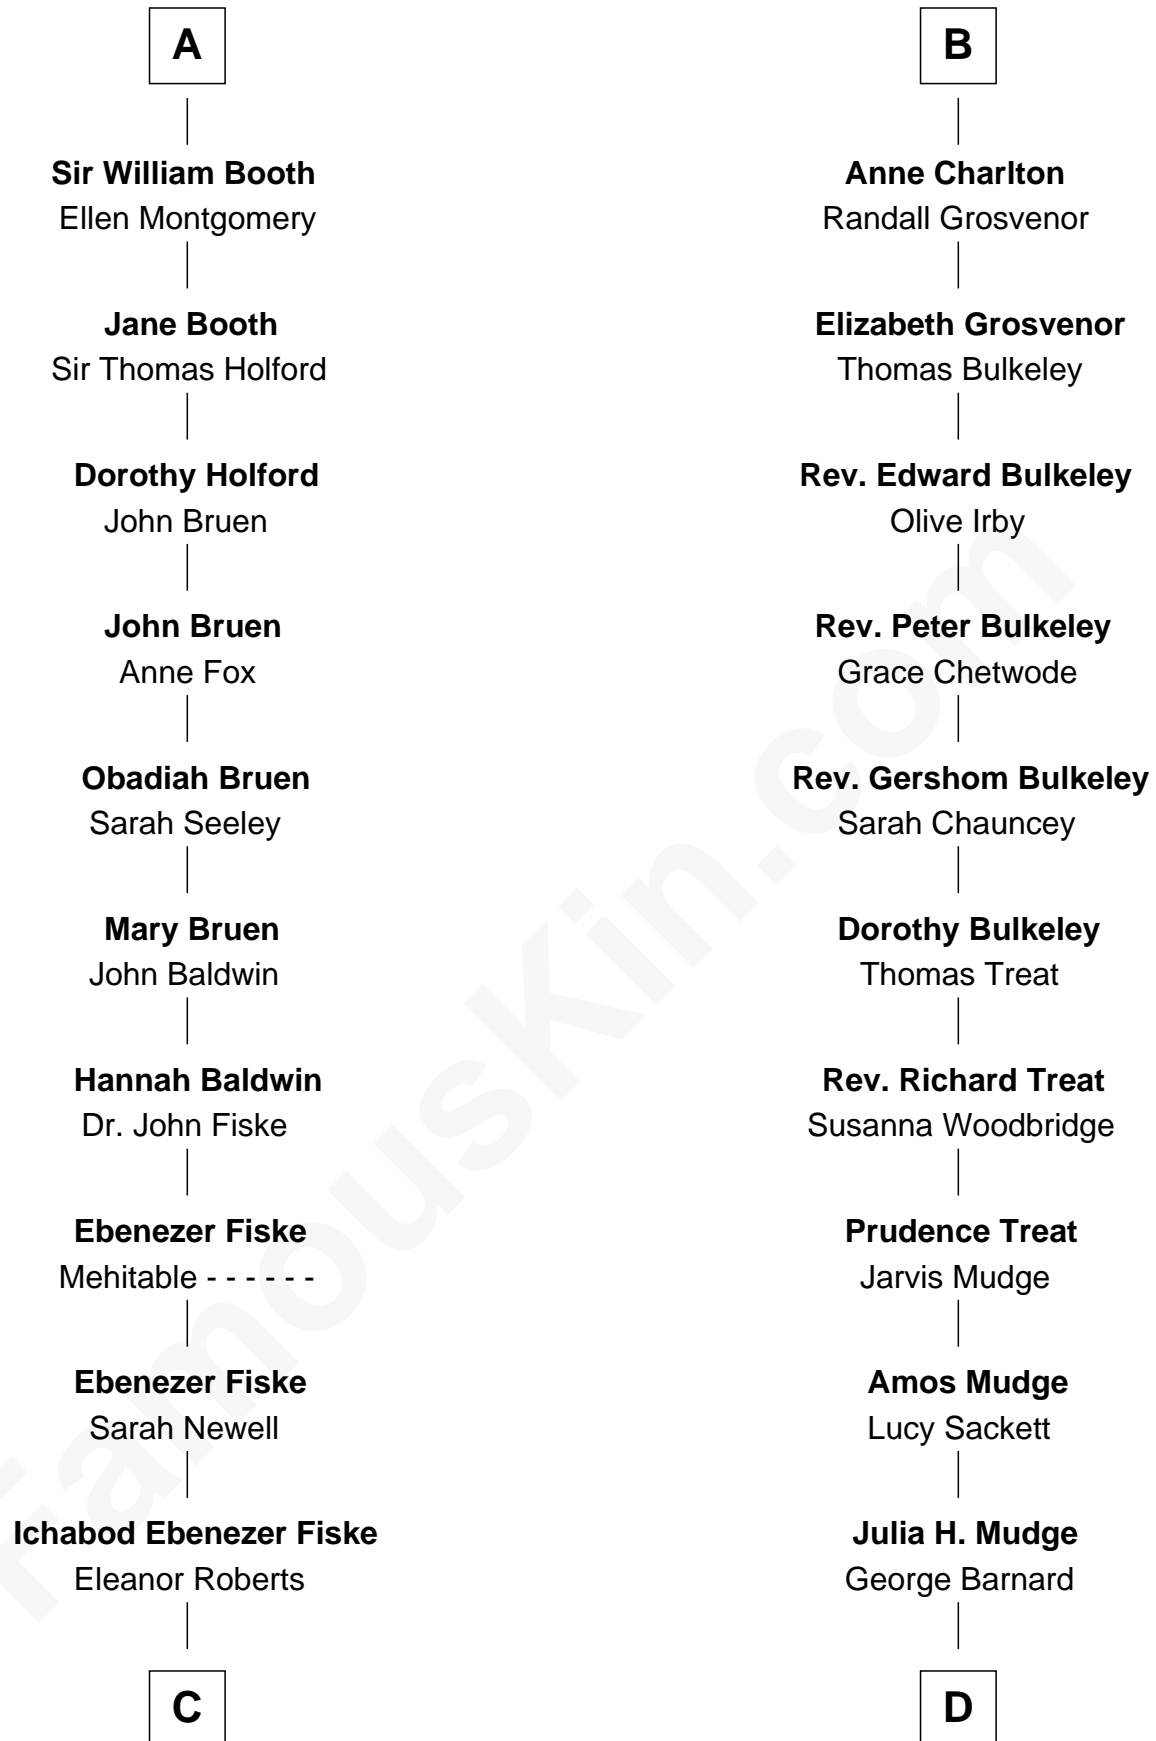 A
Sir William Booth
Ellen Montgomery
Jane Booth
Sir Thomas Holford
Dorothy Holford
John Bruen
John Bruen
Anne Fox
Obadiah Bruen
Sarah Seeley
Mary Bruen
John Baldwin
Hannah Baldwin
Dr. John Fiske
Ebenezer Fiske
Mehitable - - - - - -
Ebenezer Fiske
Sarah Newell
Ichabod Ebenezer Fiske
Eleanor Roberts
C
B
Anne Charlton
Randall Grosvenor
Elizabeth Grosvenor
Thomas Bulkeley
Rev. Edward Bulkeley
Olive Irby
Rev. Peter Bulkeley
Grace Chetwode
Rev. Gershom Bulkeley
Sarah Chauncey
Dorothy Bulkeley
Thomas Treat
Rev. Richard Treat
Susanna Woodbridge
Prudence Treat
Jarvis Mudge
Amos Mudge
Lucy Sackett
Julia H. Mudge
George Barnard
D
FamousKin.com